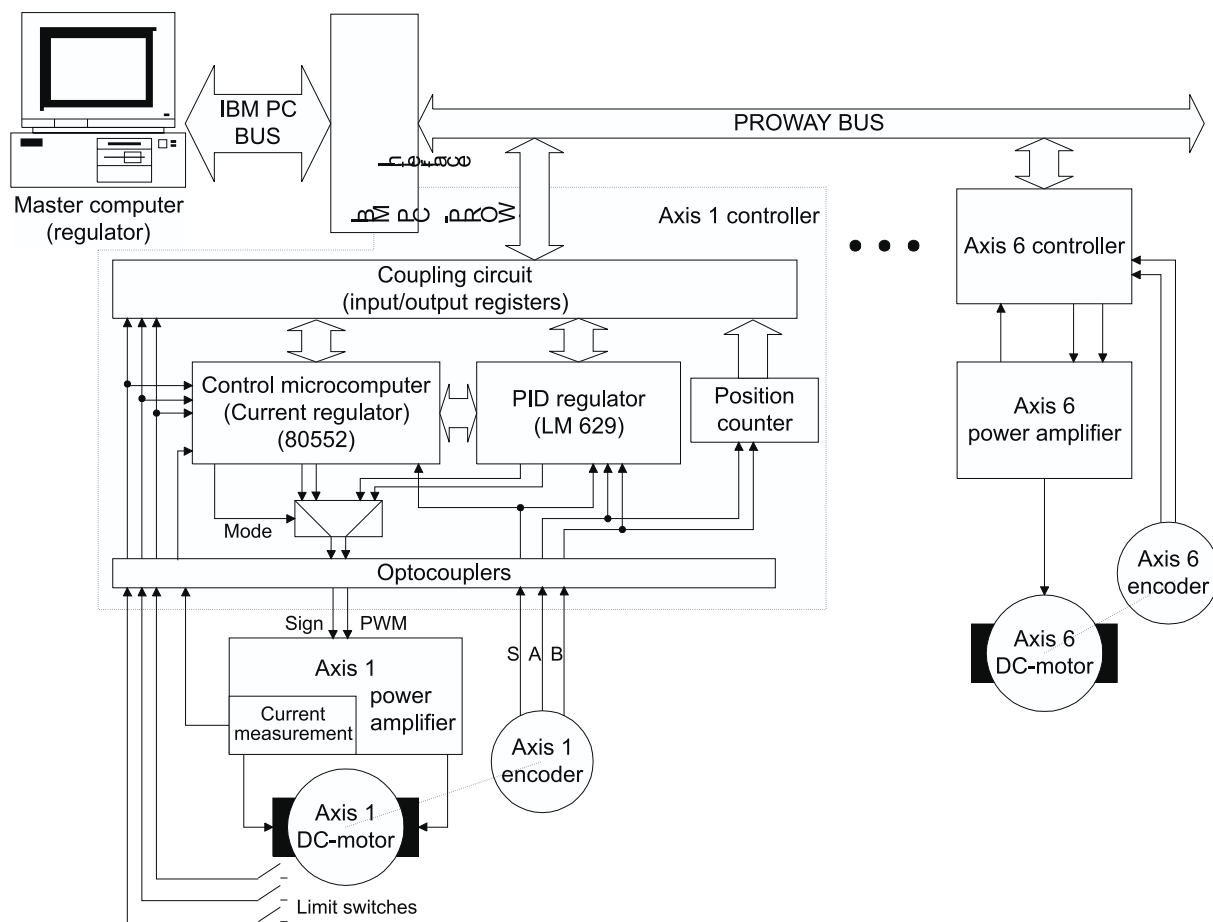 IBM PC
BUS
PROWAY BUS
Master computer
(regulator)
Axis 1 controller
Axis 6 controller
Coupling circuit
(input/output registers)
Control microcomputer
(Current regulator)
(80552)
PID regulator
(LM 629)
Position
counter
Axis 6
power amplifier
Mode
Optocouplers
Axis 6
encoder
Sign
PWM
S A B
Axis 6
DC-motor
Axis 1
power
amplifier
Current
measurement
Axis 1
encoder
Axis 1
DC-motor
Limit switches